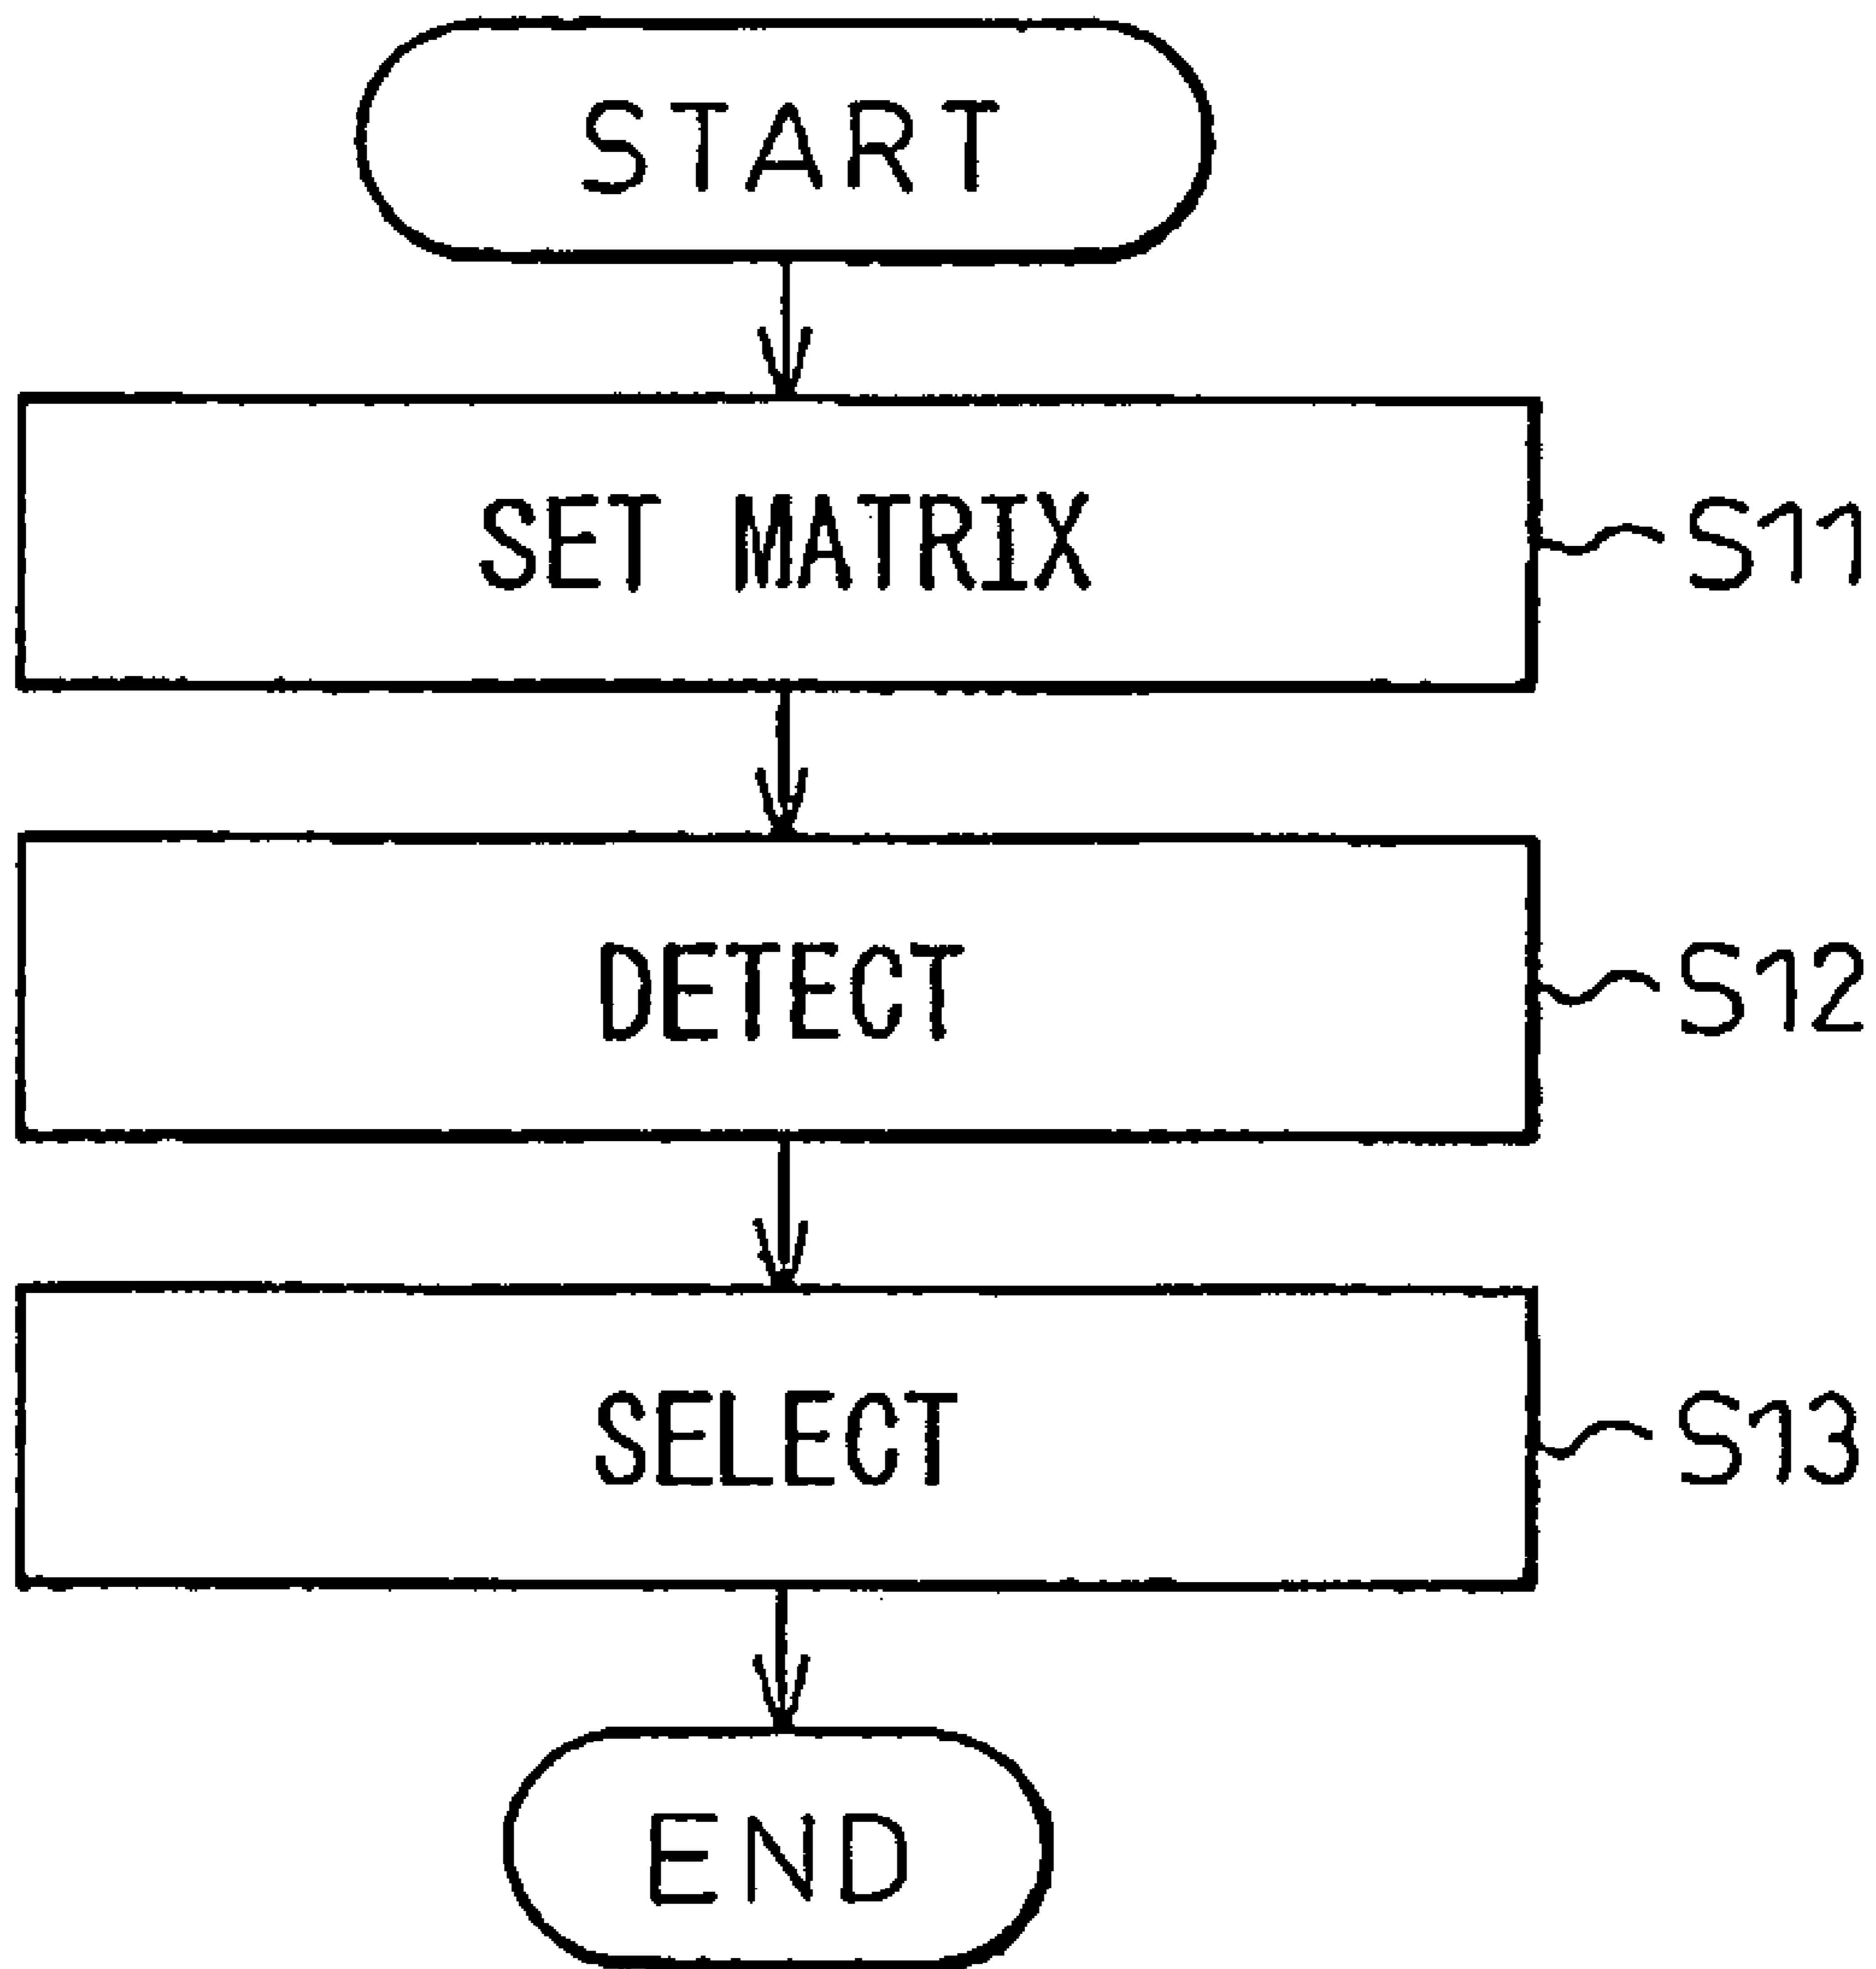 START
SET MATRIX
S11
DETECT
S12
SELECT
S13
END